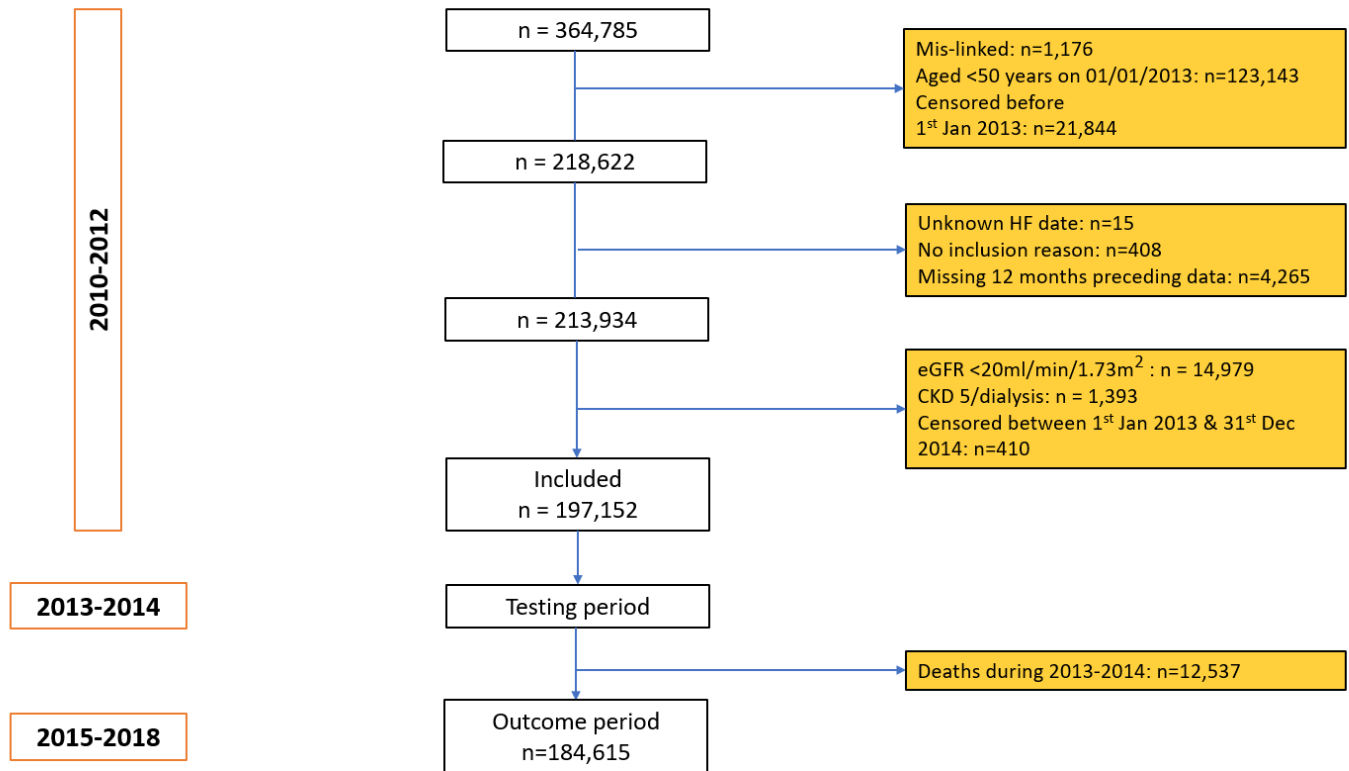 n = 364,785
Mis-linked: n=1,176
Aged <50 years on 01/01/2013: n=123,143
Censored before
1st Jan 2013: n=21,844
n = 218,622
2010-2012
Unknown HF date: n=15
No inclusion reason: n=408
Missing 12 months preceding data: n=4,265
n = 213,934
eGFR <20ml/min/1.73m2 : n = 14,979
CKD 5/dialysis: n = 1,393
Censored between 1st Jan 2013 & 31st Dec
2014: n=410
Included
n = 197,152
2013-2014
Testing period
Deaths during 2013-2014: n=12,537
2015-2018
Outcome period
n=184,615